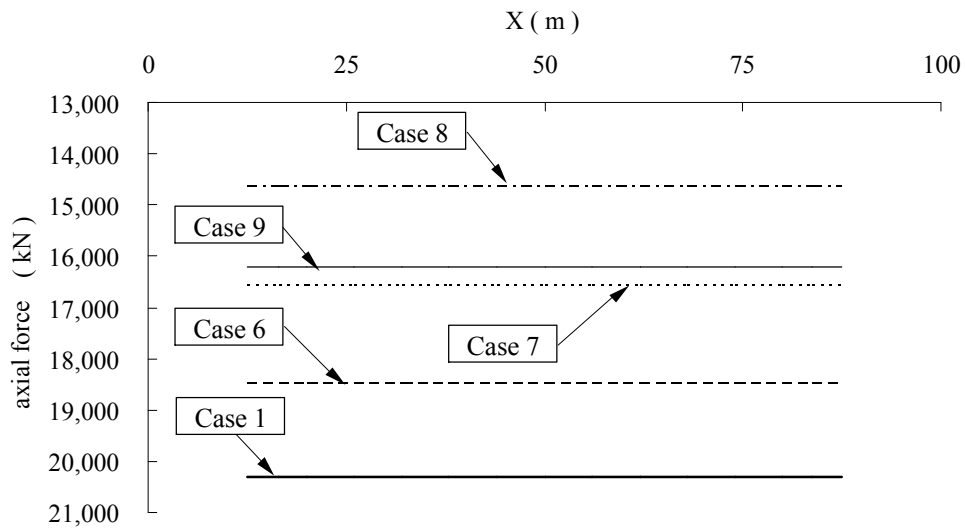 X ( m )
0 25 50 75 100
13,000
14,000
15,000
16,000
17,000
18,000
19,000
20,000
21,000
axial force ( kN )
Case 8
Case 9
Case 7
Case 6
Case 1